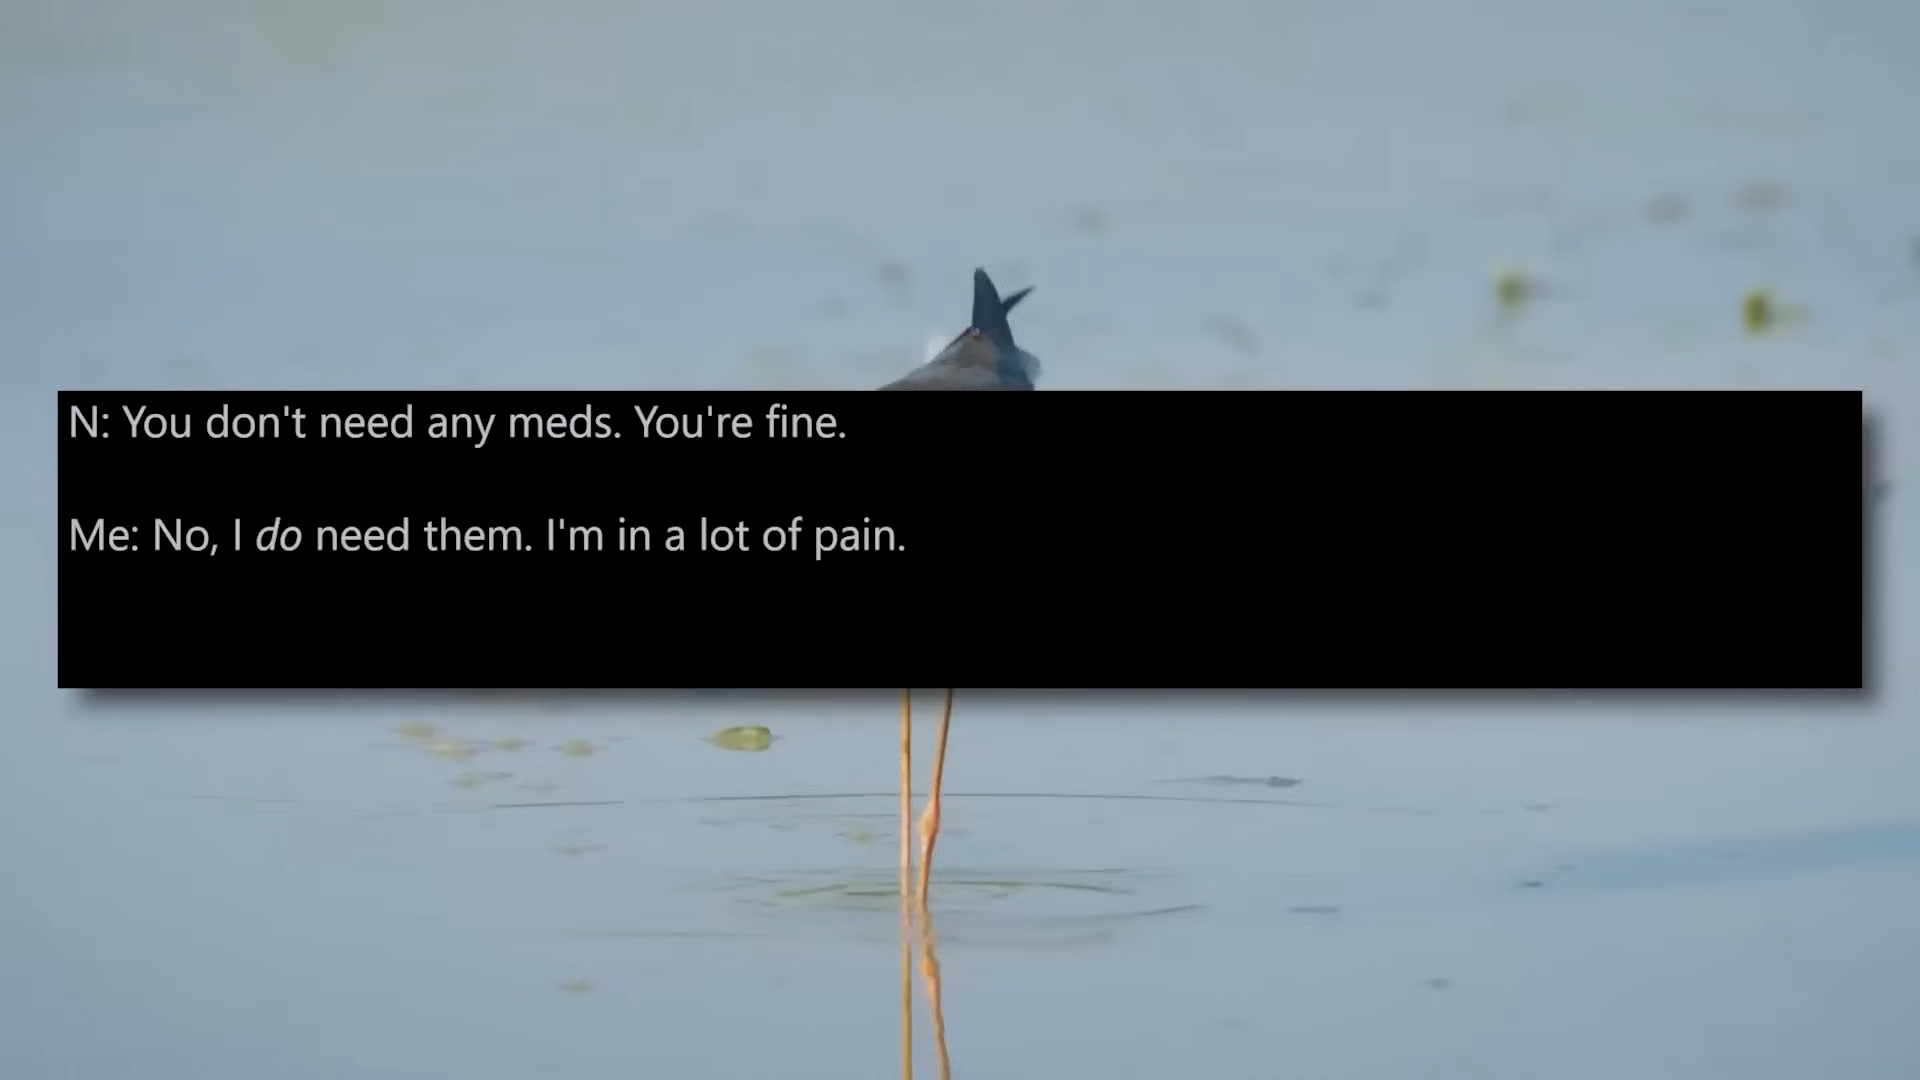 N: You don't need any meds. You're fine.
Me: No, I do need them. I'm in a lot of pain.